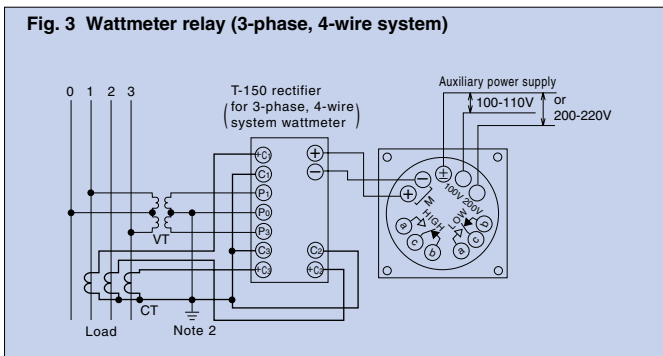 Fig. 3 Wattmeter relay (3-phase, 4-wire system)
0 1 2 3
T-150 rectifier
(for 3-phase, 4-wire
system wattmeter)
Auxiliary power supply
100-110V
or
200-220V
+C1
C1
P1
P0
P3
C3
+C3
+
−
C2
+C2
−
+
M
±
100V 200V
HIGH
LOW
a
c
b
a
c
b
VT
CT
Load
Note 2